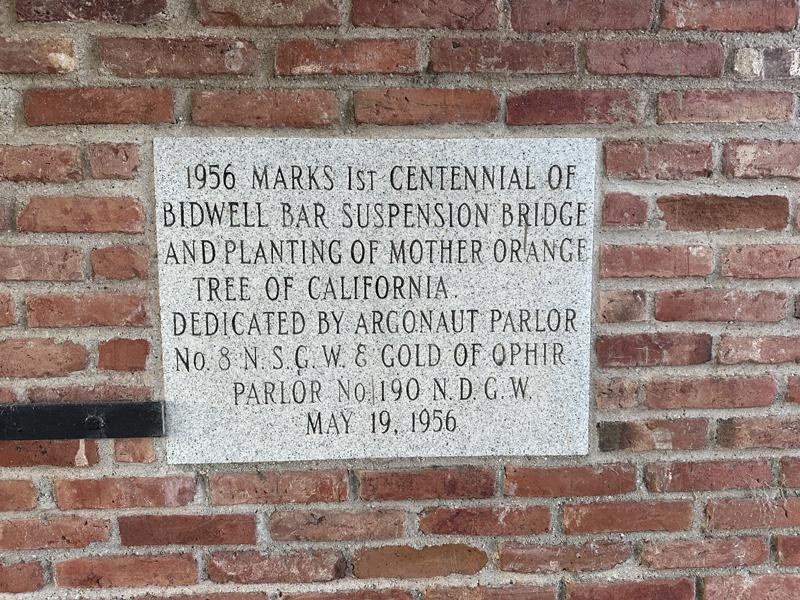 1956 MARKS 1ST CENTENNIAL OF
BIDWELL BAR SUSPENSION BRIDGE
AND PLANTING OF MOTHER ORANGE
TREE OF CALIFORNIA.
DEDICATED BY ARGONAUT PARLOR
No. 8 N.S.G.W. & GOLD OF OPHIR
PARLOR No. 190 N.D.G.W.
MAY 19, 1956